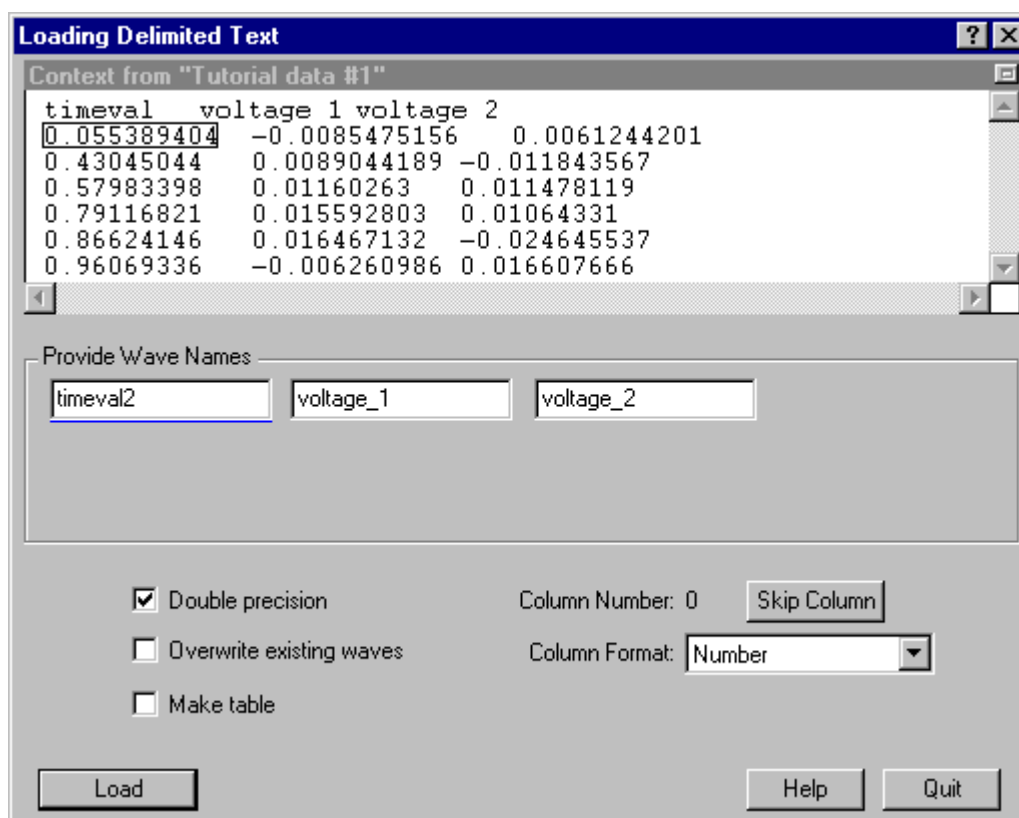 Loading Delimited Text
Context from "Tutorial data #1"
timeval voltage 1 voltage 2
0.055389404 −0.0085475156 0.0061244201
0.43045044 0.0089044189 −0.011843567
0.57983398 0.01160263 0.011478119
0.79116821 0.015592803 0.01064331
0.86624146 0.016467132 −0.024645537
0.96069336 −0.006260986 0.016607666
Provide Wave Names
timeval2 voltage_1 voltage_2
Double precision Column Number: 0 Skip Column
Overwrite existing waves Column Format: Number
Make table
Load Help Quit